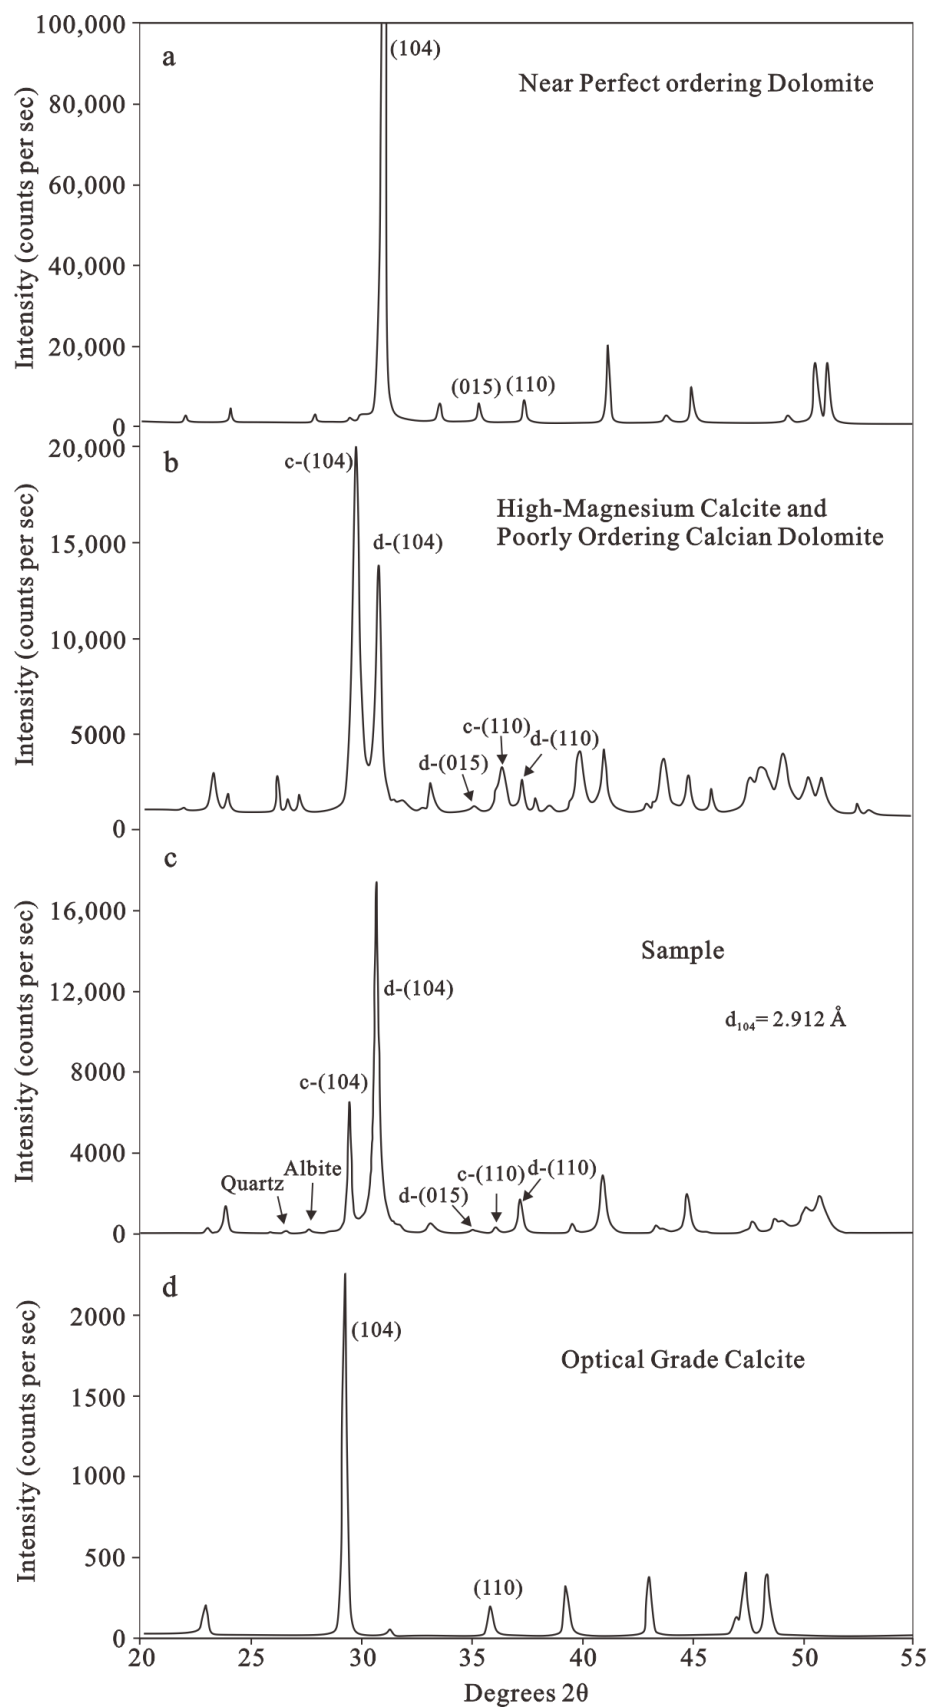 100,000
80,000
60,000
40,000
20,000
0
Intensity (counts per sec)
a
(104)
Near Perfect ordering Dolomite
(015) (110)
20,000
15,000
10,000
5000
0
Intensity (counts per sec)
b
c-(104)
d-(104)
High-Magnesium Calcite and
Poorly Ordering Calcian Dolomite
c-(110)
d-(110)
d-(015)
16,000
12,000
8000
4000
0
Intensity (counts per sec)
c
Sample
d-(104)
d₁₀₄= 2.912 Å
c-(104)
Albite
Quartz
c-(110) d-(110)
d-(015)
2000
1500
1000
500
0
Intensity (counts per sec)
d
(104)
Optical Grade Calcite
(110)
20 25 30 35 40 45 50 55
Degrees 2θ